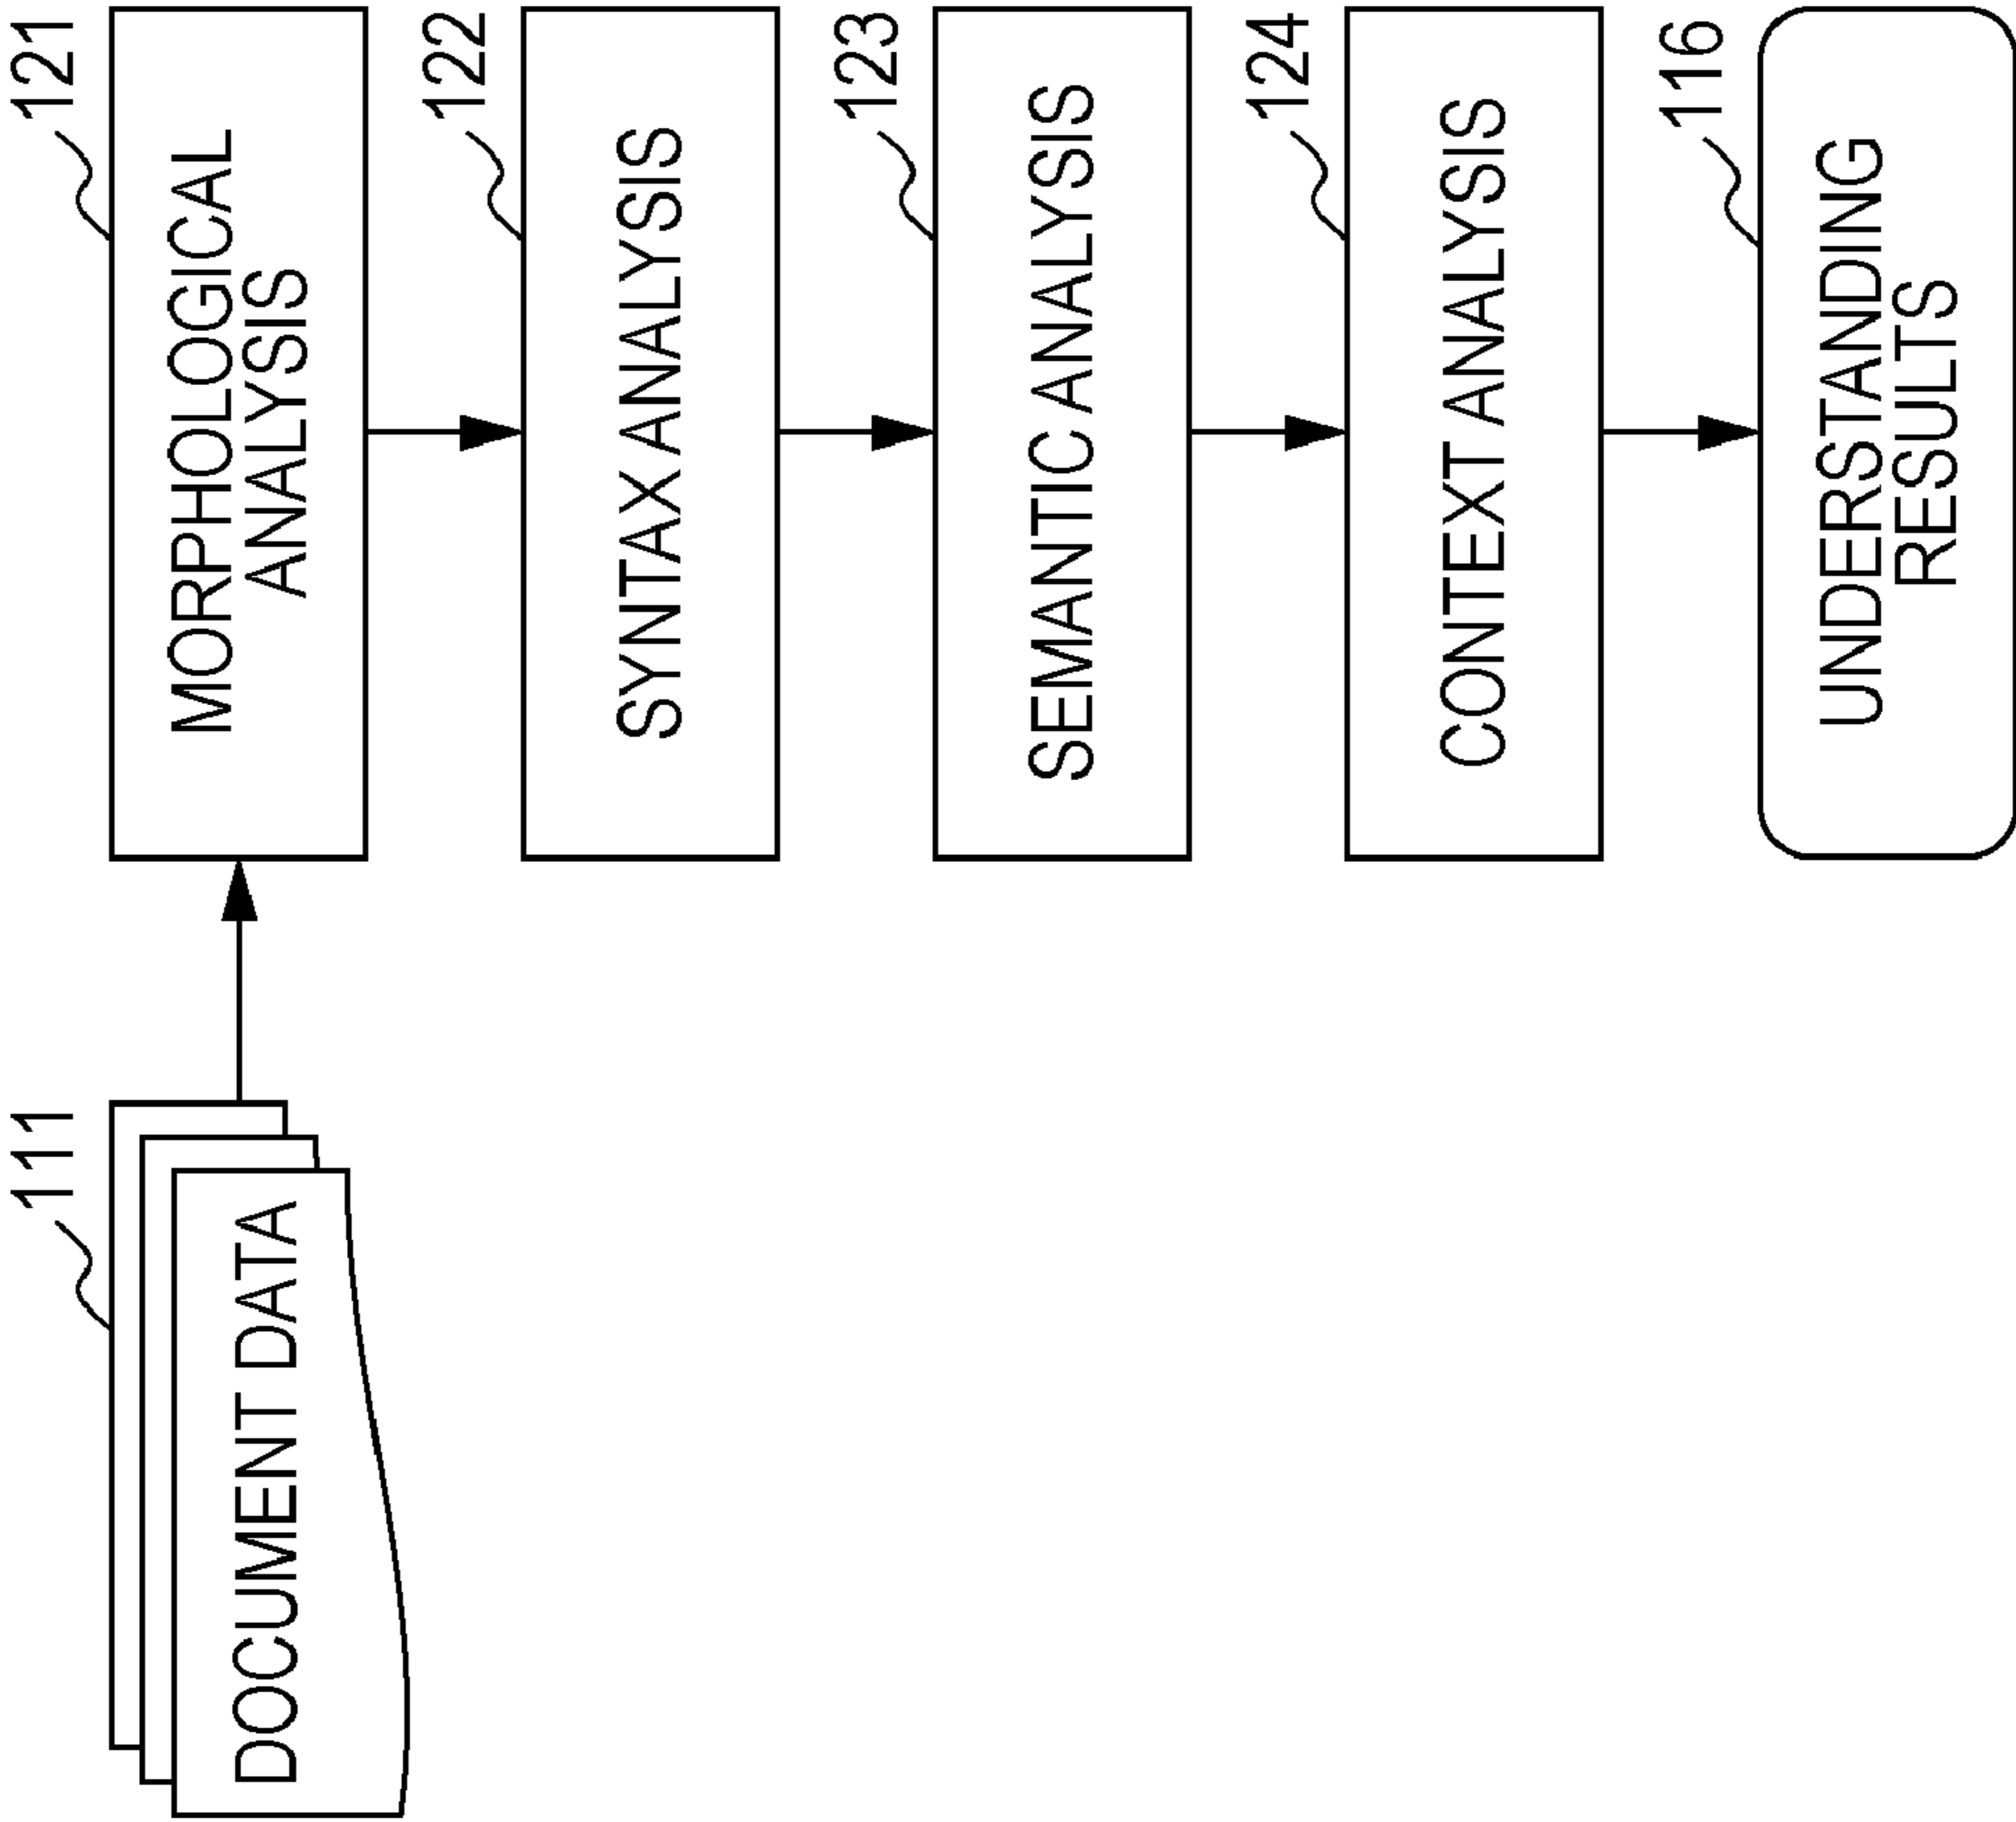 111
DOCUMENT DATA
121
MORPHOLOGICAL
ANALYSIS
122
SYNTAX ANALYSIS
123
SEMANTIC ANALYSIS
124
CONTEXT ANALYSIS
116
UNDERSTANDING
RESULTS